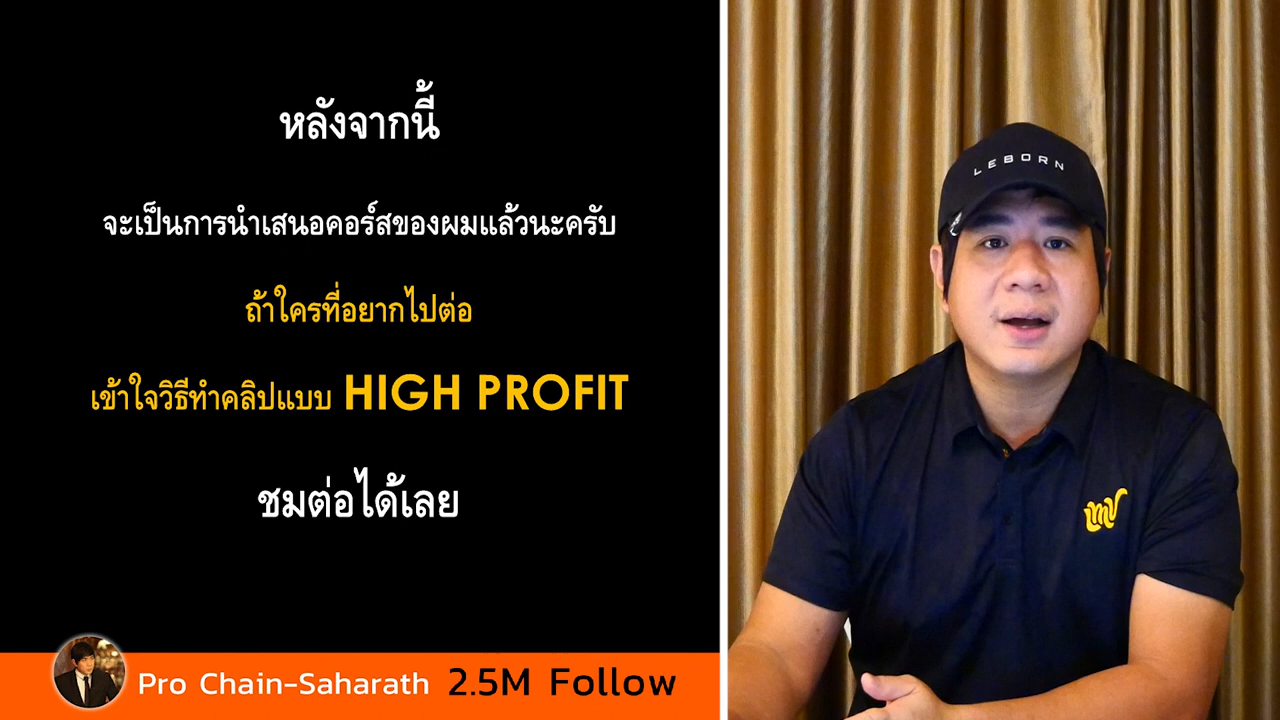 หลังจากนี้
จะเป็นการนำเสนอคอร์สของผมแล้วนะครับ
ถ้าใครที่อยากไปต่อ
เข้าใจวิธีทำคลิปแบบ HIGH PROFIT
ชมต่อได้เลย
Pro Chain-Saharath 2.5M Follow
LEBORN
mv